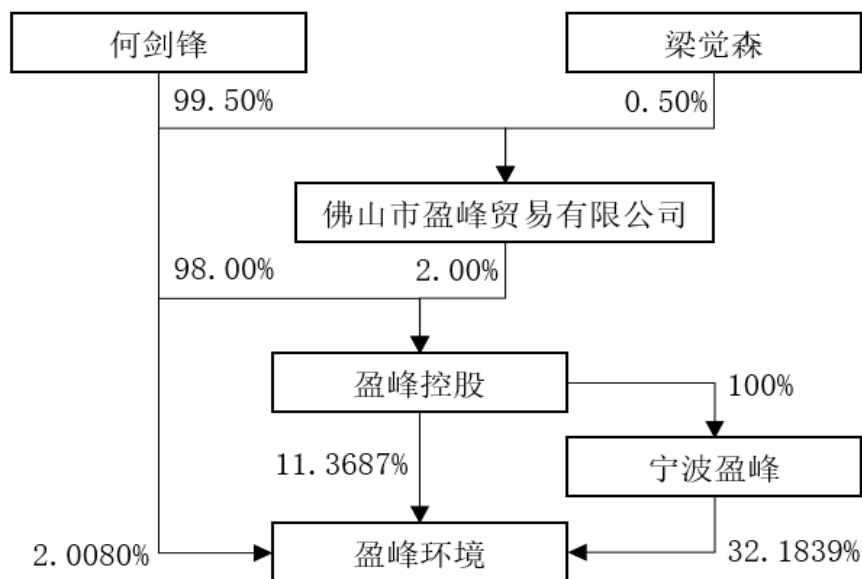 何剑锋
梁觉森
99.50%
0.50%
佛山市盈峰贸易有限公司
98.00%
2.00%
盈峰控股
100%
11.3687%
宁波盈峰
2.0080%
盈峰环境
32.1839%